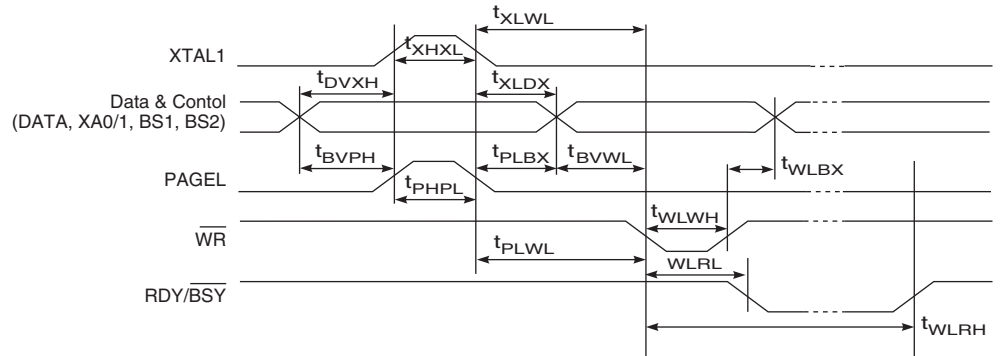 tXLWL
XTAL1
tXHXL
tDVXH
tXLDX
Data & Contol
(DATA, XA0/1, BS1, BS2)
tBVPH
tPLBX
tBVWL
tWLBX
PAGEL
tPHPL
tWLWH
WR
tPLWL
WLRL
RDY/BSY
tWLRH